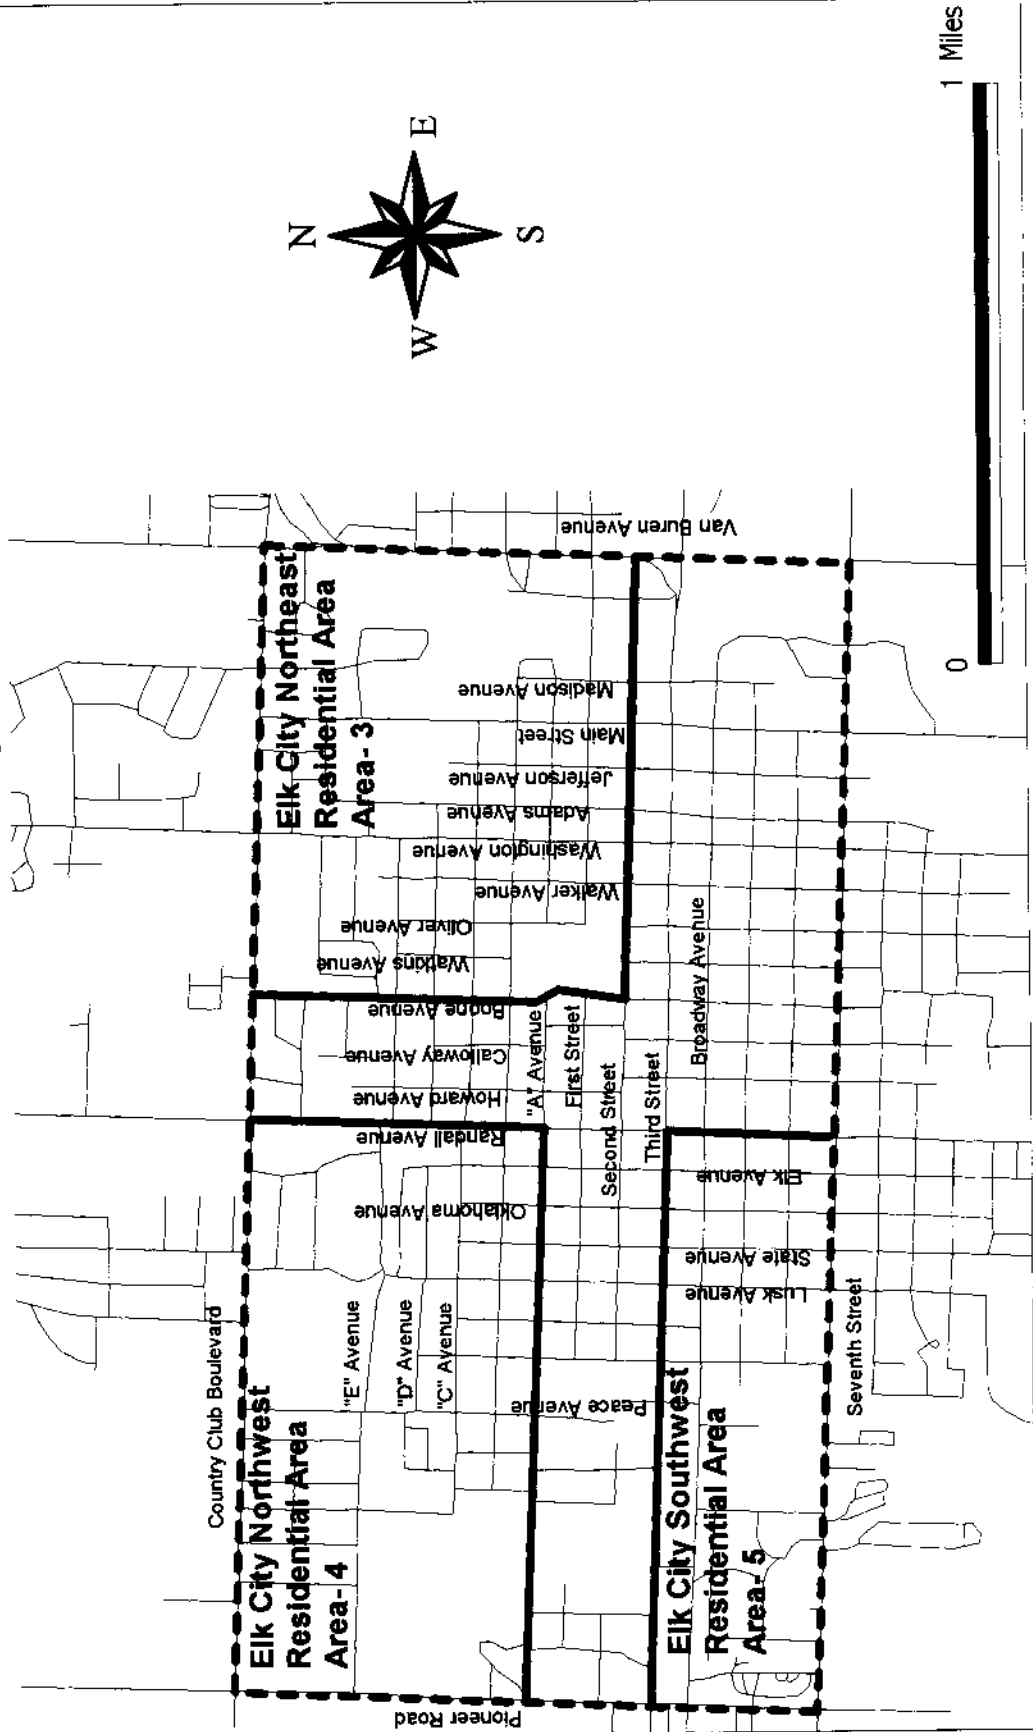 Country Club Boulevard
Elk City Northwest
Residential Area
Area- 4
Elk City Northeast
Residential Area
Area- 3
Elk City Southwest
Residential Area
Area- 5
Pioneer Road
"E" Avenue
"D" Avenue
"C" Avenue
Peace Avenue
Oklahoma Avenue
Randall Avenue
Howard Avenue
Calloway Avenue
Boone Avenue
Watkins Avenue
Oliver Avenue
Walker Avenue
Washington Avenue
Adams Avenue
Jefferson Avenue
Main Street
Madison Avenue
Van Buren Avenue
"A" Avenue
First Street
Second Street
Third Street
Broadway Avenue
Elk Avenue
State Avenue
Lusk Avenue
Seventh Street
N
W
E
S
0
1 Miles